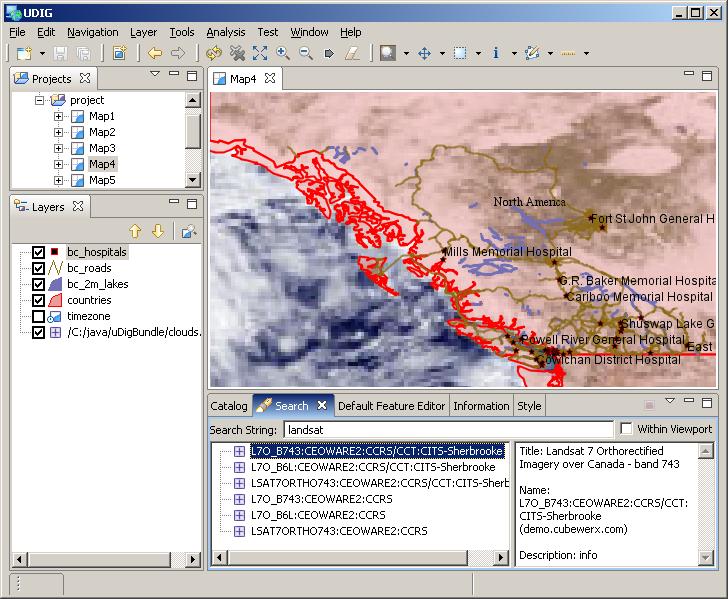 UDIG
File Edit Navigation Layer Tools Analysis Test Window Help
Projects
project
Map1
Map2
Map3
Map4
Map5
Layers
bc_hospitals
bc_roads
bc_2m_lakes
countries
timezone
/C:/java/uDigBundle/clouds.
Map4
North America
Fort St John General H
Mills Memorial Hospital
G.R. Baker Memorial Hospita
Cariboo Memorial Hospital
Shuswap Lake G
Powell River General Hospital
East
Cowichan District Hospital
Catalog Search Default Feature Editor Information Style
Search String: landsat Within Viewport
L7O_B743:CEOWARE2:CCRS/CCT:CITS-Sherbrooke
L7O_B6L:CEOWARE2:CCRS/CCT:CITS-Sherbrooke
LSAT7ORTHO743:CEOWARE2:CCRS/CCT:CITS-Sherb
L7O_B743:CEOWARE2:CCRS
L7O_B6L:CEOWARE2:CCRS
LSAT7ORTHO743:CEOWARE2:CCRS
Title: Landsat 7 Orthorectified
Imagery over Canada - band 743
Name:
L7O_B743:CEOWARE2:CCRS/CCT:
CITS-Sherbrooke
(demo.cubewerx.com)
Description: info